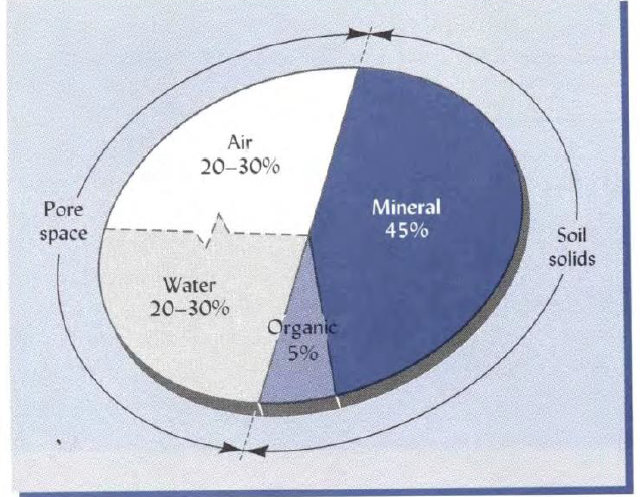 Air
20–30%
Pore
space
Mineral
45%
Soil
solids
Water
20–30%
Organic
5%